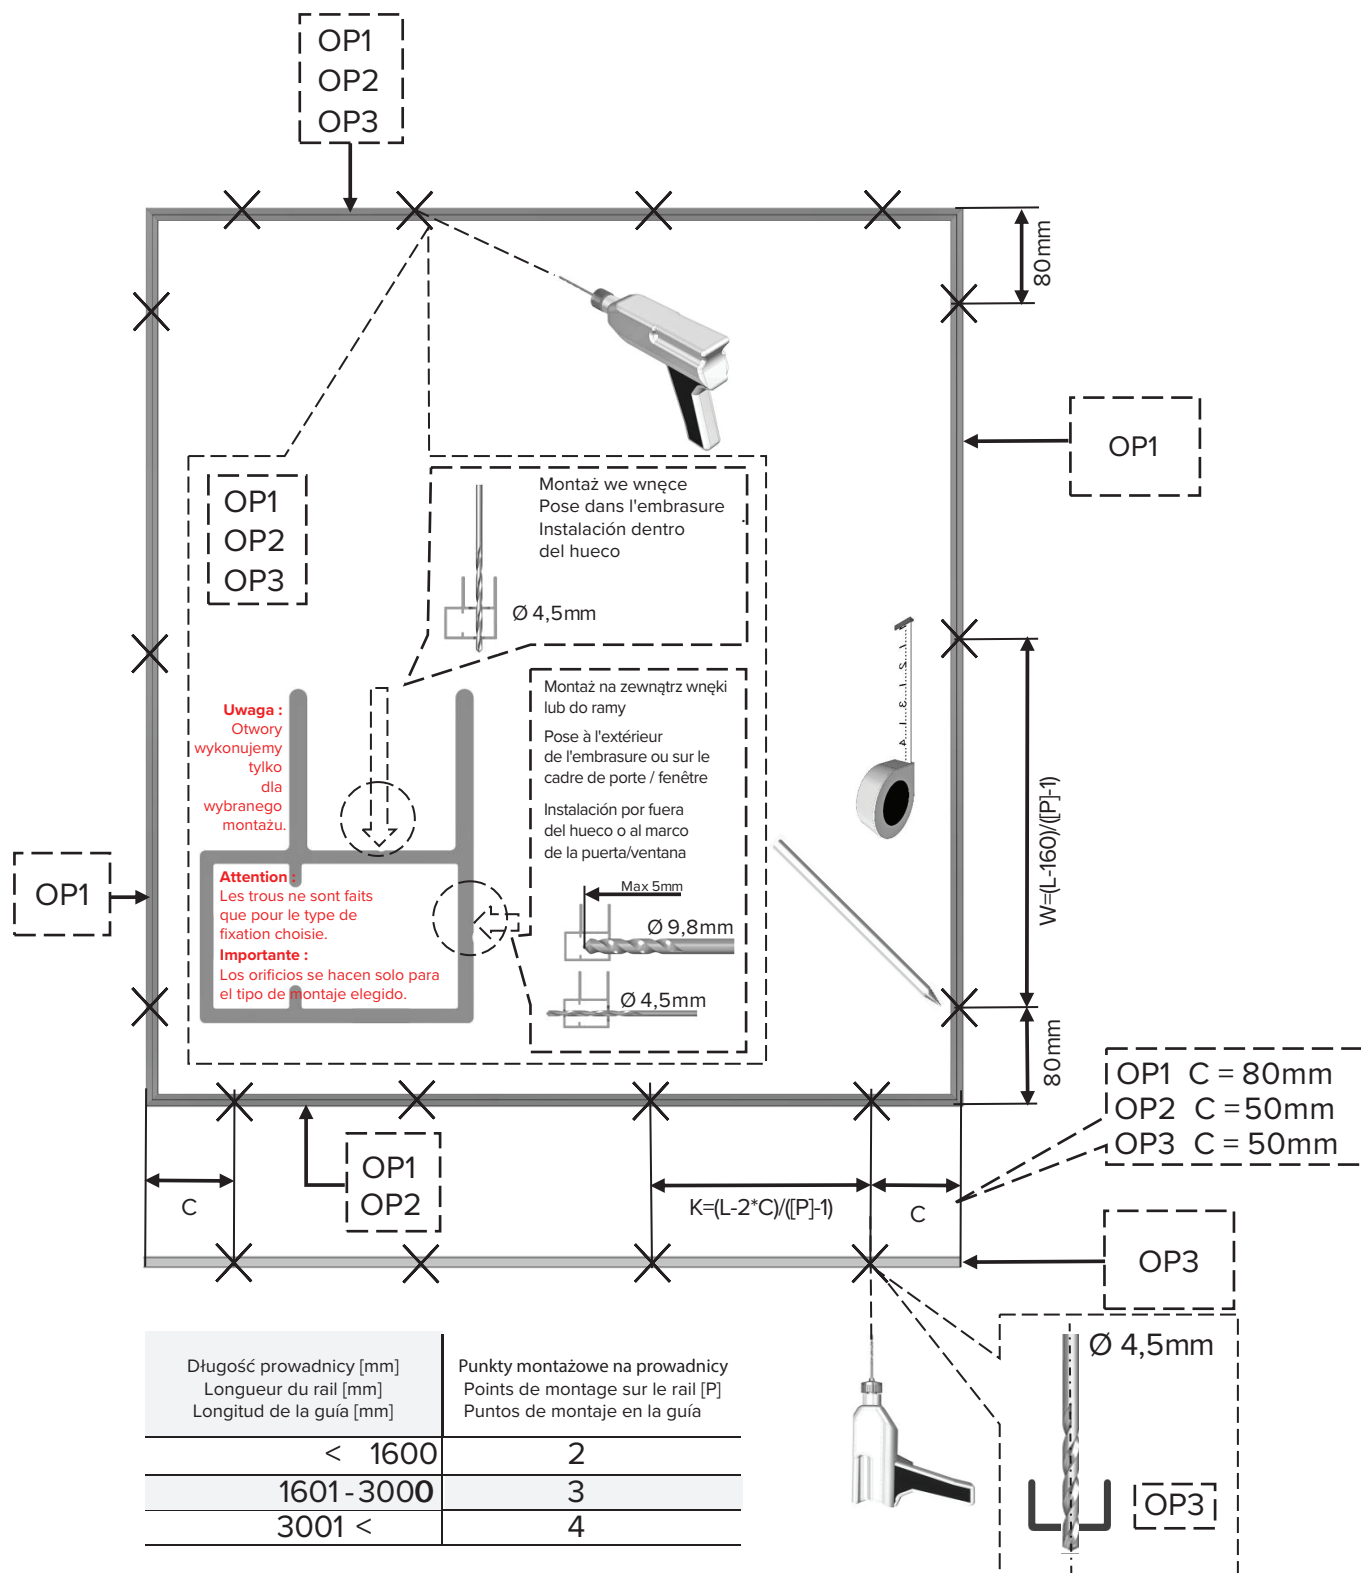 OP1
OP2
OP3
80mm
OP1
OP1
OP2
OP3
Montaż we wnęce
Pose dans l'embrasure
Instalación dentro
del hueco
Ø 4,5mm
Uwaga :
Otwory
wykonujemy
tylko
dla
wybranego
montażu.
Montaż na zewnątrz wnęki
lub do ramy
Pose à l'extérieur
de l'embrasure ou sur le
cadre de porte / fenêtre
Instalación por fuera
del hueco o al marco
de la puerta/ventana
Max 5mm
Ø 9,8mm
Ø 4,5mm
Attention :
Les trous ne sont faits
que pour le type de
fixation choisie.
Importante :
Los orificios se hacen solo para
el tipo de montaje elegido.
OP1
1
2
1
3
1
4
W=(L-160)/([P]-1)
80mm
OP1 C = 80mm
OP2 C = 50mm
OP3 C = 50mm
OP1
OP2
C
K=(L-2*C)/([P]-1)
C
OP3
Ø 4,5mm
OP3
Długość prowadnicy [mm]
Longueur du rail [mm]
Longitud de la guía [mm]
Punkty montażowe na prowadnicy
Points de montage sur le rail [P]
Puntos de montaje en la guía
< 1600 2
1601-3000 3
3001 < 4